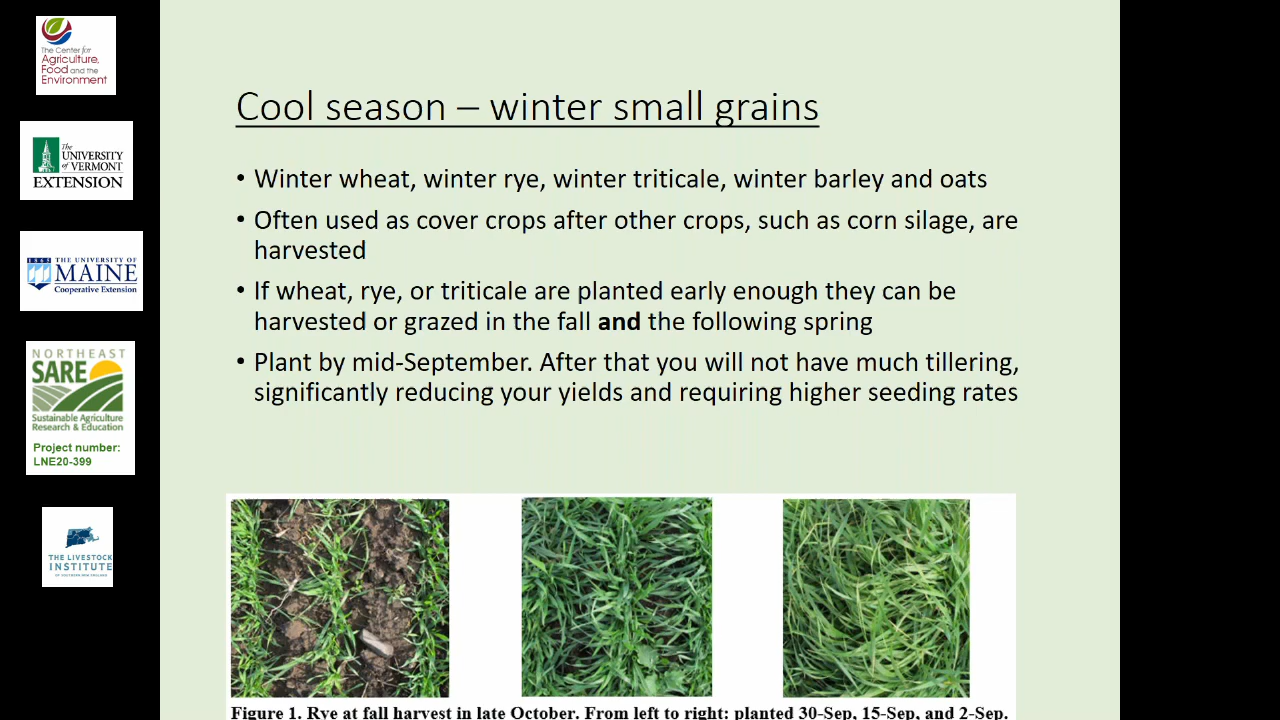 The Center for
Agriculture,
Food and the
Environment
The
UNIVERSITY
of VERMONT
EXTENSION
1865 THE UNIVERSITY OF
MAINE
Cooperative Extension
NORTHEAST
SARE
Sustainable Agriculture
Research & Education
Project number:
LNE20-399
THE LIVESTOCK
INSTITUTE
OF SOUTHERN NEW ENGLAND
Cool season – winter small grains
• Winter wheat, winter rye, winter triticale, winter barley and oats
• Often used as cover crops after other crops, such as corn silage, are
harvested
• If wheat, rye, or triticale are planted early enough they can be
harvested or grazed in the fall and the following spring
• Plant by mid-September. After that you will not have much tillering,
significantly reducing your yields and requiring higher seeding rates
Figure 1. Rye at fall harvest in late October. From left to right: planted 30-Sep, 15-Sep, and 2-Sep.